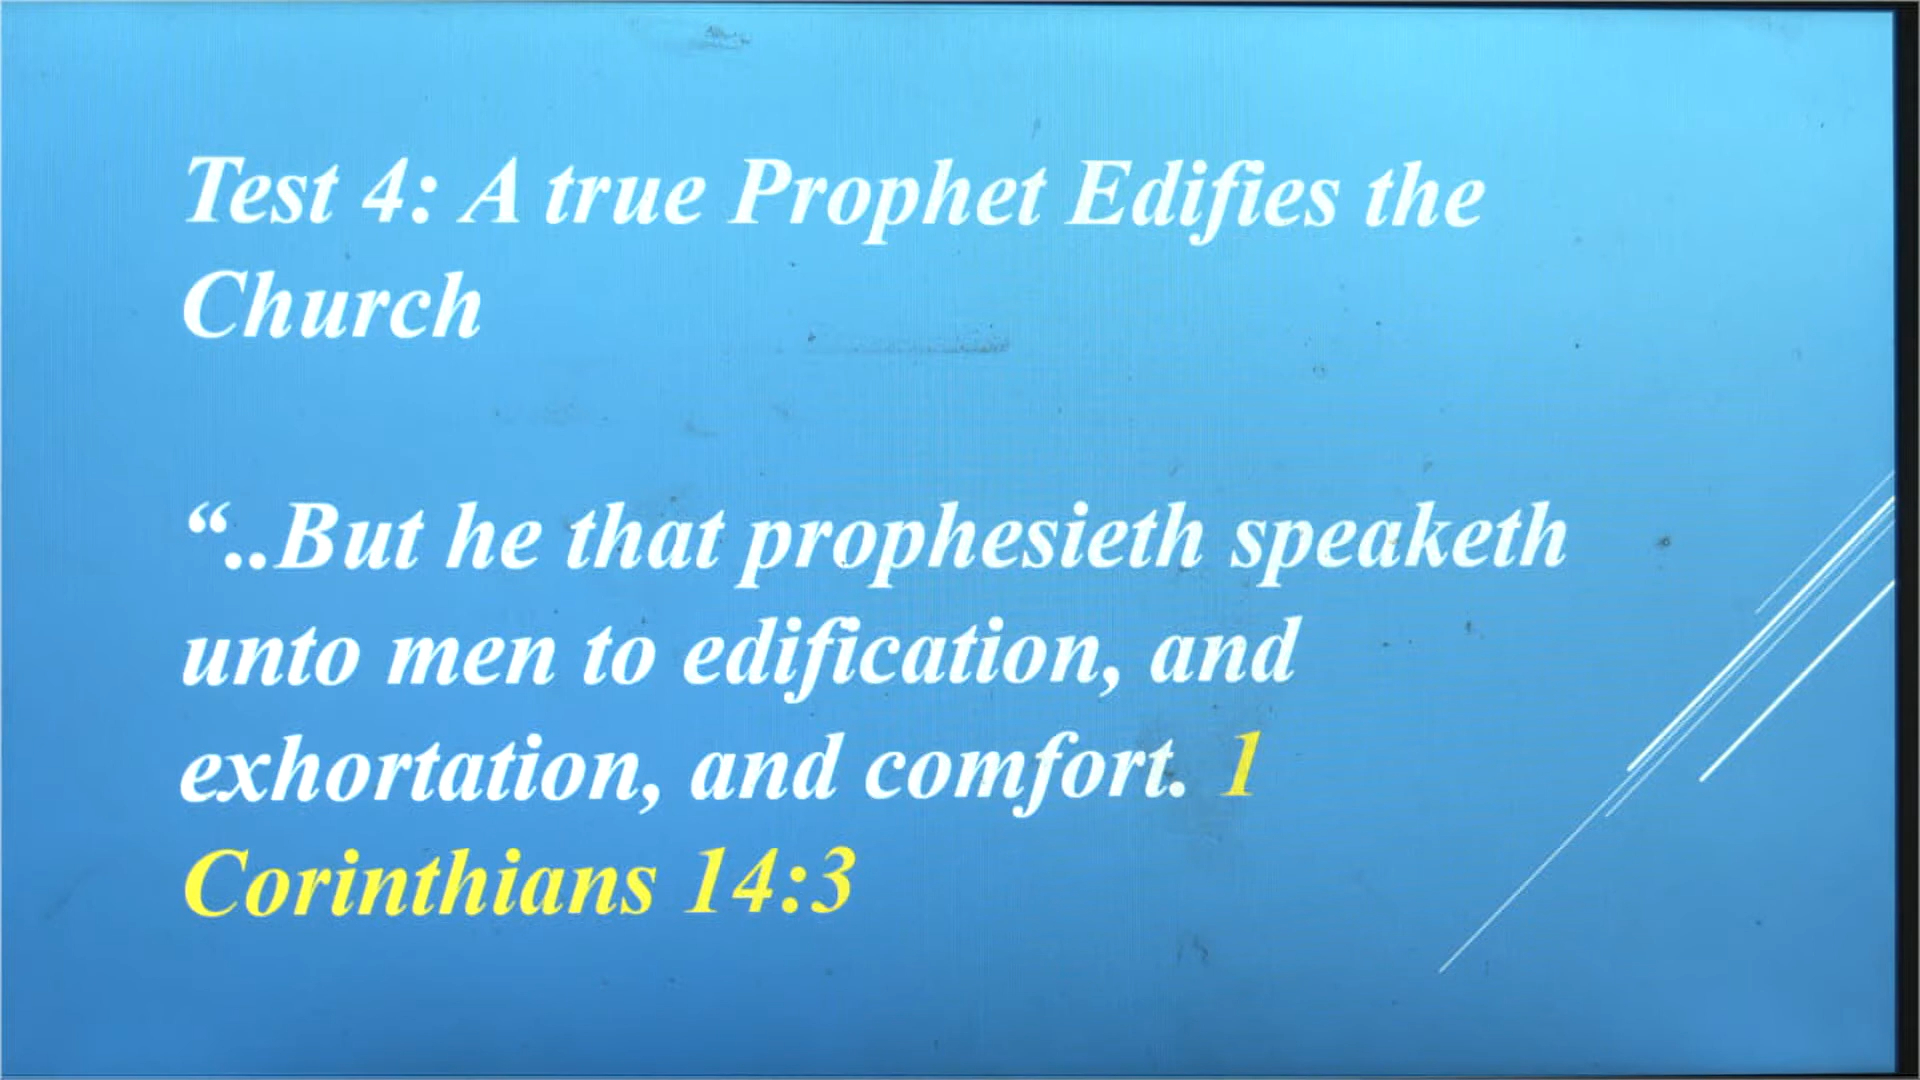 Test 4: A true Prophet Edifies the
Church
“..But he that prophesieth speaketh
unto men to edification, and
exhortation, and comfort. 1
Corinthians 14:3